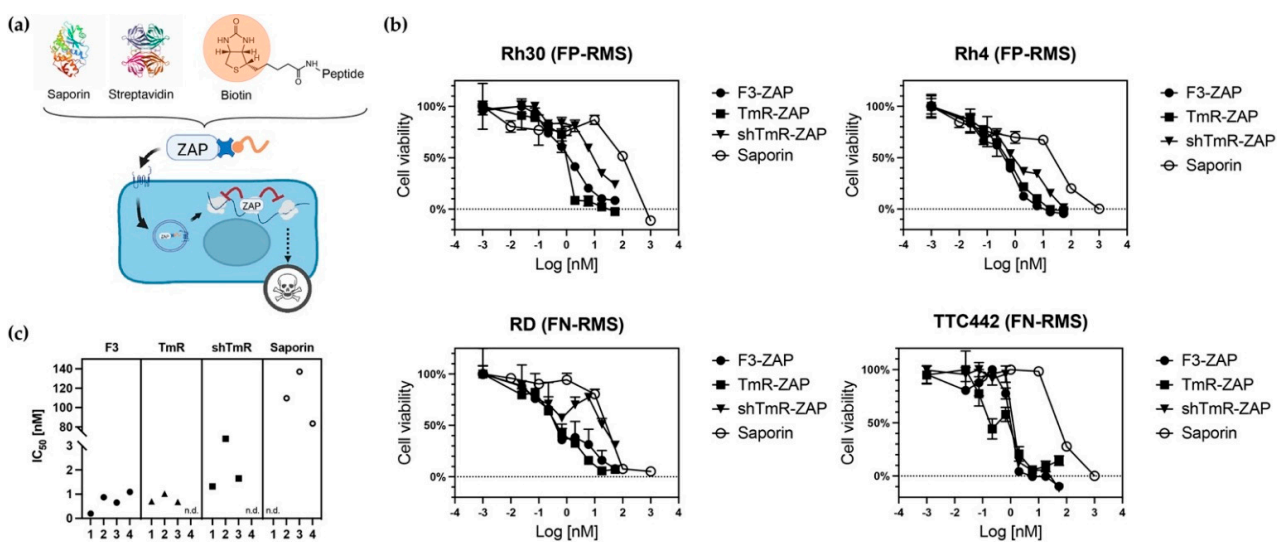 (a)
O
HN
NH
H
H
S
O
NH
Peptide
Saporin
Streptavidin
Biotin
ZAP
ZAP
ZAP
(b)
Rh30 (FP-RMS)
Cell viability
100%
50%
0%
-4 -3 -2 -1 0 1 2 3 4
Log [nM]
F3-ZAP
TmR-ZAP
shTmR-ZAP
Saporin
Rh4 (FP-RMS)
Cell viability
100%
50%
0%
-4 -3 -2 -1 0 1 2 3 4
Log [nM]
F3-ZAP
TmR-ZAP
shTmR-ZAP
Saporin
RD (FN-RMS)
Cell viability
100%
50%
0%
-4 -3 -2 -1 0 1 2 3 4
Log [nM]
F3-ZAP
TmR-ZAP
shTmR-ZAP
Saporin
TTC442 (FN-RMS)
Cell viability
100%
50%
0%
-4 -3 -2 -1 0 1 2 3 4
Log [nM]
F3-ZAP
TmR-ZAP
shTmR-ZAP
Saporin
(c)
F3 TmR shTmR Saporin
IC50 [nM]
140
120
100
80
3
2
1
0
n.d. n.d. n.d.
1 2 3 4 1 2 3 4 1 2 3 4 1 2 3 4